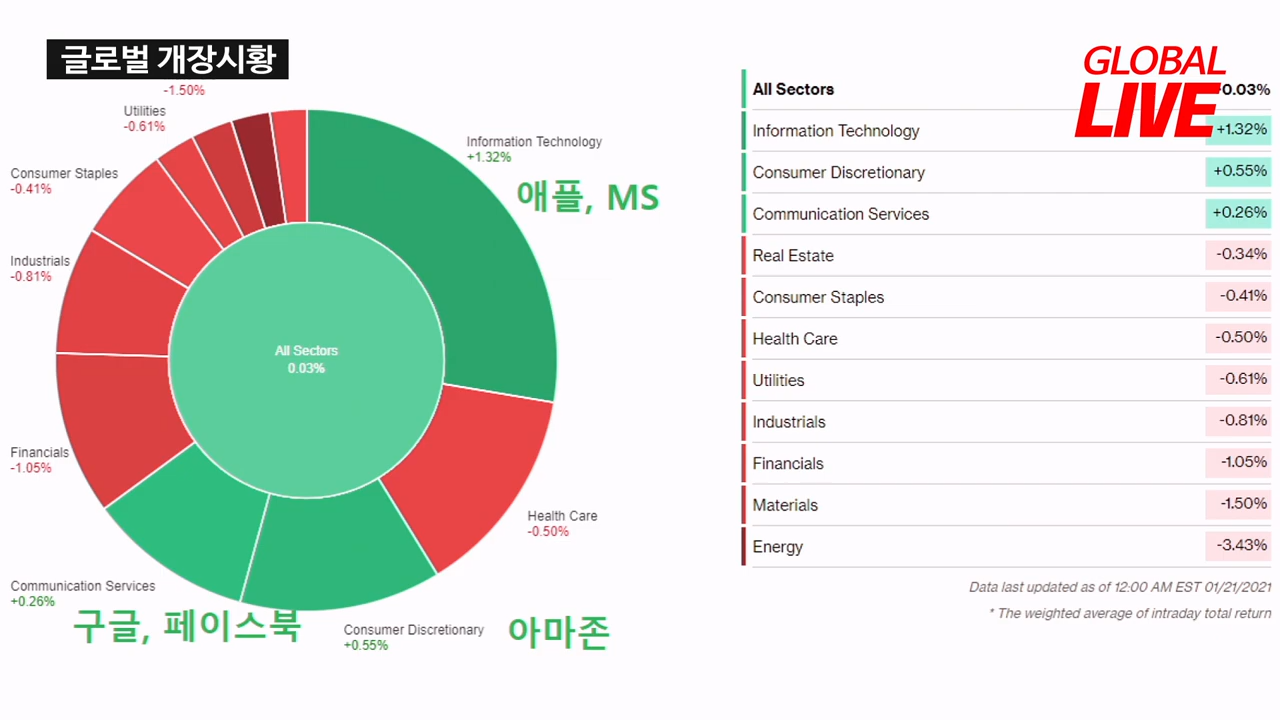 글로벌 개장시황
GLOBAL
LIVE
-1.50%
Utilities
-0.61%
Consumer Staples
-0.41%
Industrials
-0.81%
Financials
-1.05%
Communication Services
+0.26%
구글, 페이스북
Consumer Discretionary
+0.55%
아마존
Health Care
-0.50%
Information Technology
+1.32%
애플, MS
All Sectors
0.03%
All Sectors 0.03%
Information Technology +1.32%
Consumer Discretionary +0.55%
Communication Services +0.26%
Real Estate -0.34%
Consumer Staples -0.41%
Health Care -0.50%
Utilities -0.61%
Industrials -0.81%
Financials -1.05%
Materials -1.50%
Energy -3.43%
Data last updated as of 12:00 AM EST 01/21/2021
* The weighted average of intraday total return